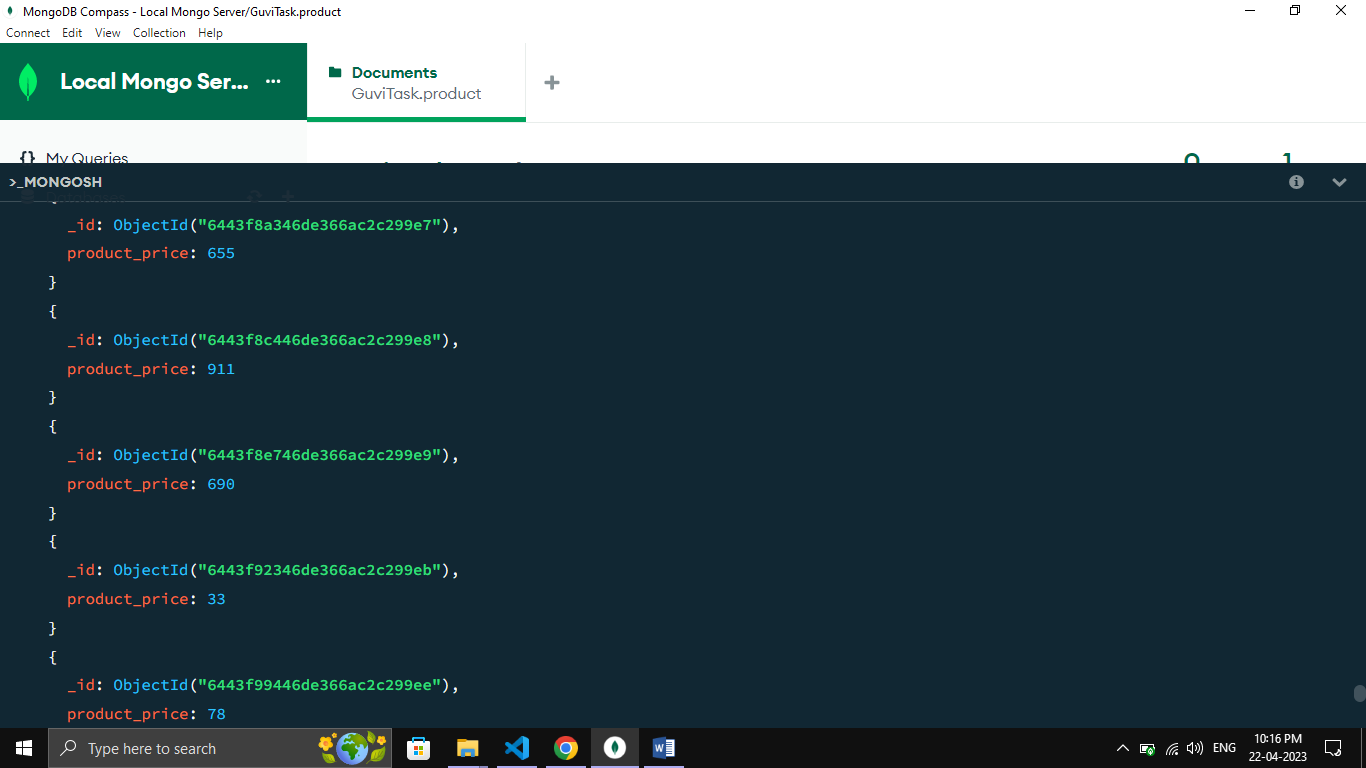 MongoDB Compass - Local Mongo Server/GuviTask.product
Connect Edit View Collection Help
Local Mongo Ser... ...
Documents
GuviTask.product
{} My Queries
>_MONGOSH
_id: ObjectId("6443f8a346de366ac2c299e7"),
product_price: 655
}
{
_id: ObjectId("6443f8c446de366ac2c299e8"),
product_price: 911
}
{
_id: ObjectId("6443f8e746de366ac2c299e9"),
product_price: 690
}
{
_id: ObjectId("6443f92346de366ac2c299eb"),
product_price: 33
}
{
_id: ObjectId("6443f99446de366ac2c299ee"),
product_price: 78
Type here to search
ENG
10:16 PM
22-04-2023